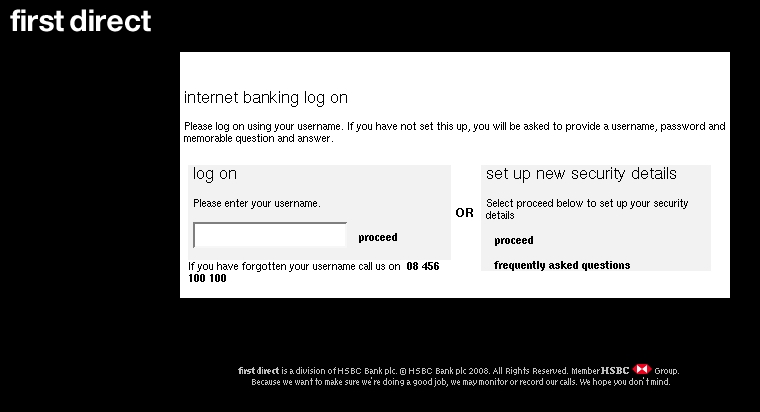 first direct
internet banking log on
Please log on using your username. If you have not set this up, you will be asked to provide a username, password and
memorable question and answer.
log on
Please enter your username.
proceed
If you have forgotten your username call us on 08 456
100 100
OR
set up new security details
Select proceed below to set up your security
details
proceed
frequently asked questions
first direct is a division of HSBC Bank plc. © HSBC Bank plc 2008. All Rights Reserved. Member HSBC Group.
Because we want to make sure we're doing a good job, we may monitor or record our calls. We hope you don't mind.